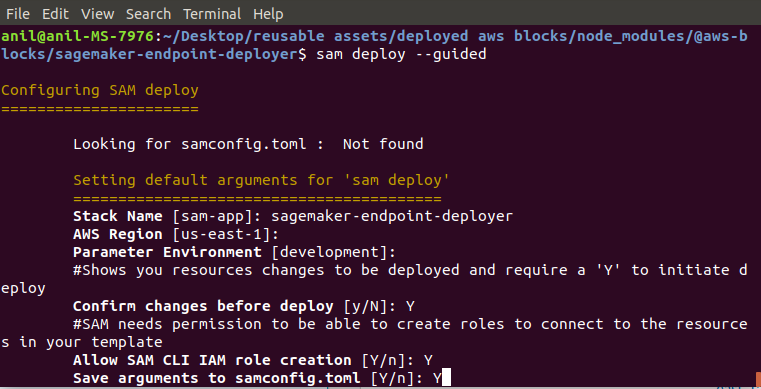 File Edit View Search Terminal Help
anil@anil-MS-7976:~/Desktop/reusable assets/deployed aws blocks/node_modules/@aws-b
locks/sagemaker-endpoint-deployer$ sam deploy --guided
Configuring SAM deploy
======================
Looking for samconfig.toml :  Not found
Setting default arguments for 'sam deploy'
=========================================
Stack Name [sam-app]: sagemaker-endpoint-deployer
AWS Region [us-east-1]:
Parameter Environment [development]:
#Shows you resources changes to be deployed and require a 'Y' to initiate d
eploy
Confirm changes before deploy [y/N]: Y
#SAM needs permission to be able to create roles to connect to the resource
s in your template
Allow SAM CLI IAM role creation [Y/n]: Y
Save arguments to samconfig.toml [Y/n]: Y